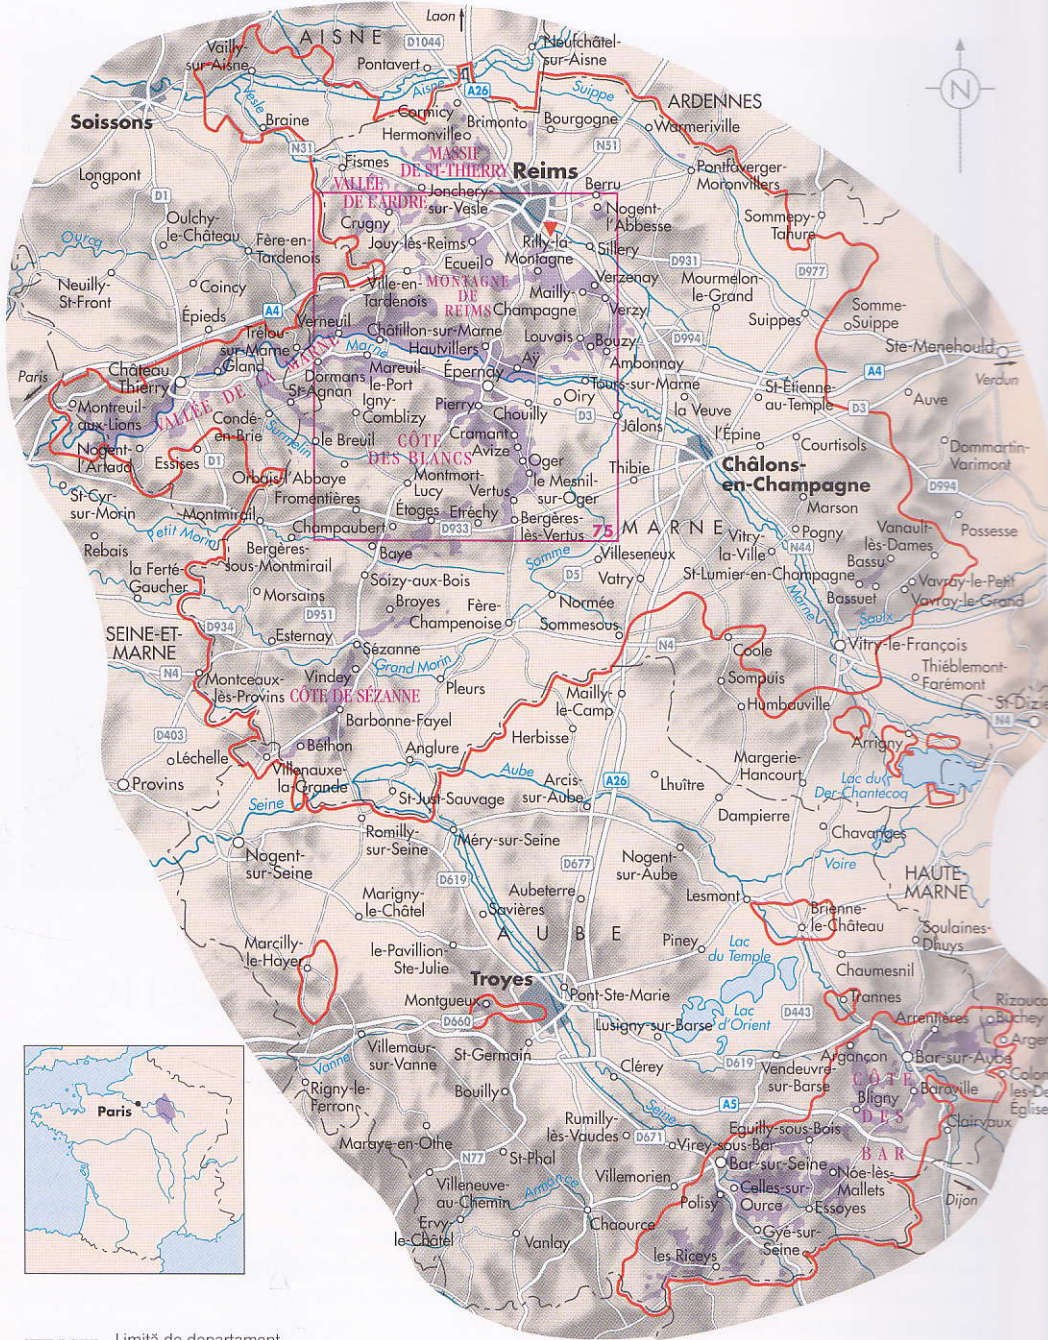 Laon
AISNE
D1044
Neufchâtel-
sur-Aisne
Vailly-
sur-Aisne
Pontavert
Aisne
A26
Suippe
ARDENNES
N
Soissons
Vesle
Braine
Cormicy
Brimont
Bourgogne
Warmeriville
Hermonville
N31
MASSIF
DE ST-THIERRY
N51
Fismes
Reims
Pontfaverger-
Moronvilliers
Longpont
D1
VALLÉE
DE L'ARDRE
Jonchery-
sur-Vesle
Berru
Nogent-
l'Abbesse
Sommepy-
Tahure
Oulchy-
le-Château
Crugny
Ourcq
Fère-en-
Tardenois
Jouy-lès-Reims
Rilly-la-
Montagne
Sillery
D931
D977
Ecueil
Neuilly-
St-Front
Coincy
Ville-en-
Tardenois
MONTAGNE
DE
REIMS
Verzenay
Mourmelon-
le-Grand
Mailly-
Champagne
Verzy
Suippes
Somme-
Suippe
A4
Épieds
Verneuil
Trélou-
sur-Marne
Châtillon-sur-Marne
Louvois
Bouzy
D994
Ste-Menehould
Marne
Hautvillers
Ambonnay
Paris
Château
Thierry
Gland
Dormans
Mareuil-
le-Port
Aÿ
Épernay
Tours-sur-Marne
A4
Verdun
VALLÉE DE LA MARNE
St-Agnan
Igny-
Comblizy
Oiry
St-Étienne-
au-Temple
D3
Auve
Montreuil-
aux-Lions
Condé-
en-Brie
Pierry
Chouilly
D3
la Veuve
Surmelin
le Breuil
Cramant
Jâlons
l'Épine
Courtisols
Nogent-
l'Artaud
Essises
D1
CÔTE
DES BLANCS
Avize
Dommartin-
Varimont
Orbais-l'Abbaye
Oger
Thibie
Châlons-
en-Champagne
Montmort-
Lucy
le Mesnil-
sur-Oger
D994
St-Cyr-
sur-Morin
Fromentières
Vertus
Marson
Montmirail
Étoges
Etréchy
Champaubert
D933
Bergères-
lès-Vertus
75
MARNE
Vitry-
la-Ville
Pogny
Possesse
Petit Morin
Vanault-
lès-Dames
Rebais
Bergères-
sous-Montmirail
Baye
Somme
Villeseneux
N44
la Ferté-
Gaucher
D5
St-Lumier-en-Champagne
Bassu
Soizy-aux-Bois
Vatry
Vavray-le-Petit
Vavray-le-Grand
Morsains
Broyes
Normée
Marne
Bassuet
Saulx
D951
Fère-
Champenoise
Sommesous
SEINE-ET-
MARNE
D934
Esternay
N4
Coole
Vitry-le-François
Sézanne
Grand Morin
N4
Thiéblemont-
Farémont
Montceaux-
lès-Provins
Vindey
CÔTE DE SÉZANNE
Pleurs
Mailly-
le-Camp
Sompuis
Humbauville
St-Dizie
N4
Barbonne-Fayel
Herbisse
Arrigny
D403
Béthon
Anglure
Léchelle
Margerie-
Hancourt
Lac du
Der-Chantecoq
Provins
Villenauxe-
la-Grande
Aube
Arcis-
sur-Aube
A26
Lhuître
Seine
St-Just-Sauvage
Dampierre
Romilly-
sur-Seine
Méry-sur-Seine
Chavanges
Nogent-
sur-Seine
D677
Nogent-
sur-Aube
Voire
HAUTE
MARNE
D619
Marigny-
le-Châtel
Aubeterre
Lesmont
Brienne-
le-Château
Savières
Soulaines-
Dhuys
Marcilly-
le-Hayer
le-Pavillion-
Ste-Julie
AUBE
Piney
Lac
du Temple
Chaumesnil
Troyes
Montgueux
Pont-Ste-Marie
Trannes
Rizauco
Buchey
D660
Lac
d'Orient
D443
Arrentières
Argen
Lusigny-sur-Barse
Villemaur-
sur-Vanne
St-Germain
D619
Argançon
Bar-sur-Aube
Vanne
Clérey
Vendeuvre-
sur-Barse
Colom
les-De
Église
Rigny-le-
Ferron
Bouilly
CÔTE
DES
BAR
Baroville
Paris
Seine
A5
Bligny
Rumilly-
lès-Vaudes
Eguilly-sous-Bois
Clairvaux
Maraye-en-Othe
D671
Virey-sous-Bar
N77
St-Phal
Bar-sur-Seine
Noé-lès-
Mallets
Villeneuve-
au-Chemin
Villemorien
Celles-sur-
Ource
Dijon
Armance
Polisy
Essoyes
Ervy-
le-Châtel
Chaource
Gyé-sur-
Seine
Vanlay
les Riceys
Limită de departament